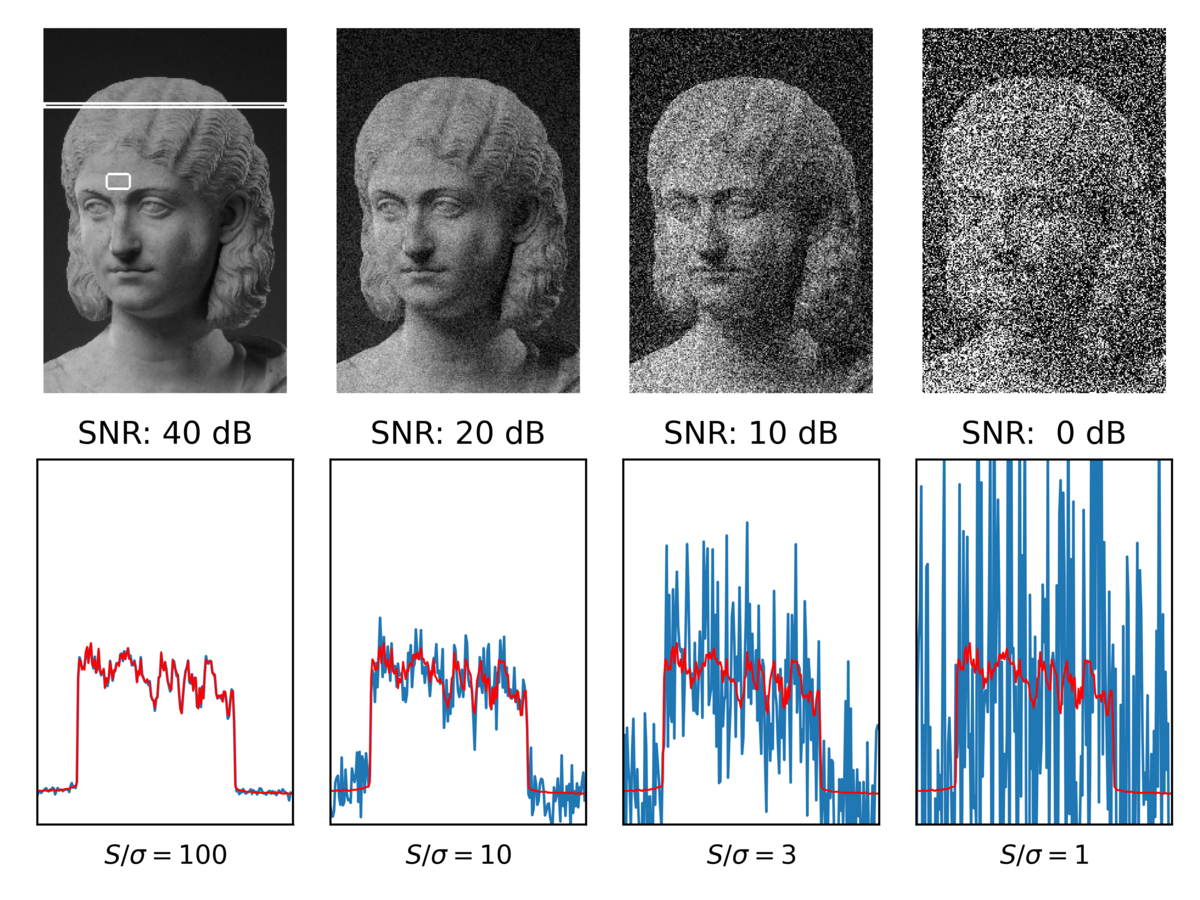 SNR: 40 dB
SNR: 20 dB
SNR: 10 dB
SNR:  0 dB
S/σ = 100
S/σ = 10
S/σ = 3
S/σ = 1